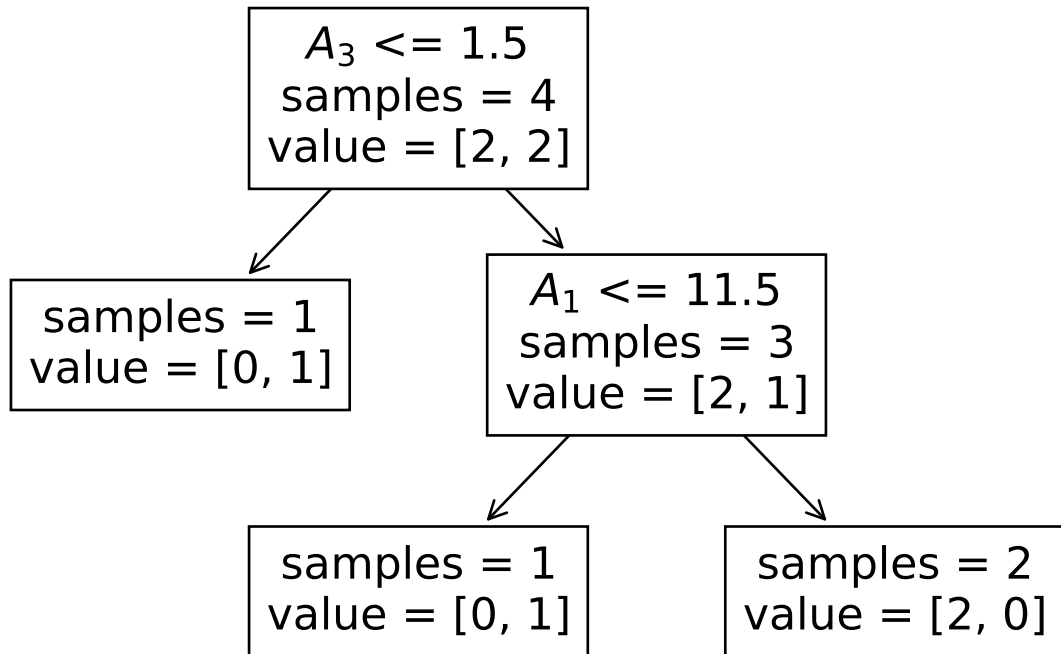 A₃ <= 1.5
samples = 4
value = [2, 2]
samples = 1
value = [0, 1]
A₁ <= 11.5
samples = 3
value = [2, 1]
samples = 1
value = [0, 1]
samples = 2
value = [2, 0]